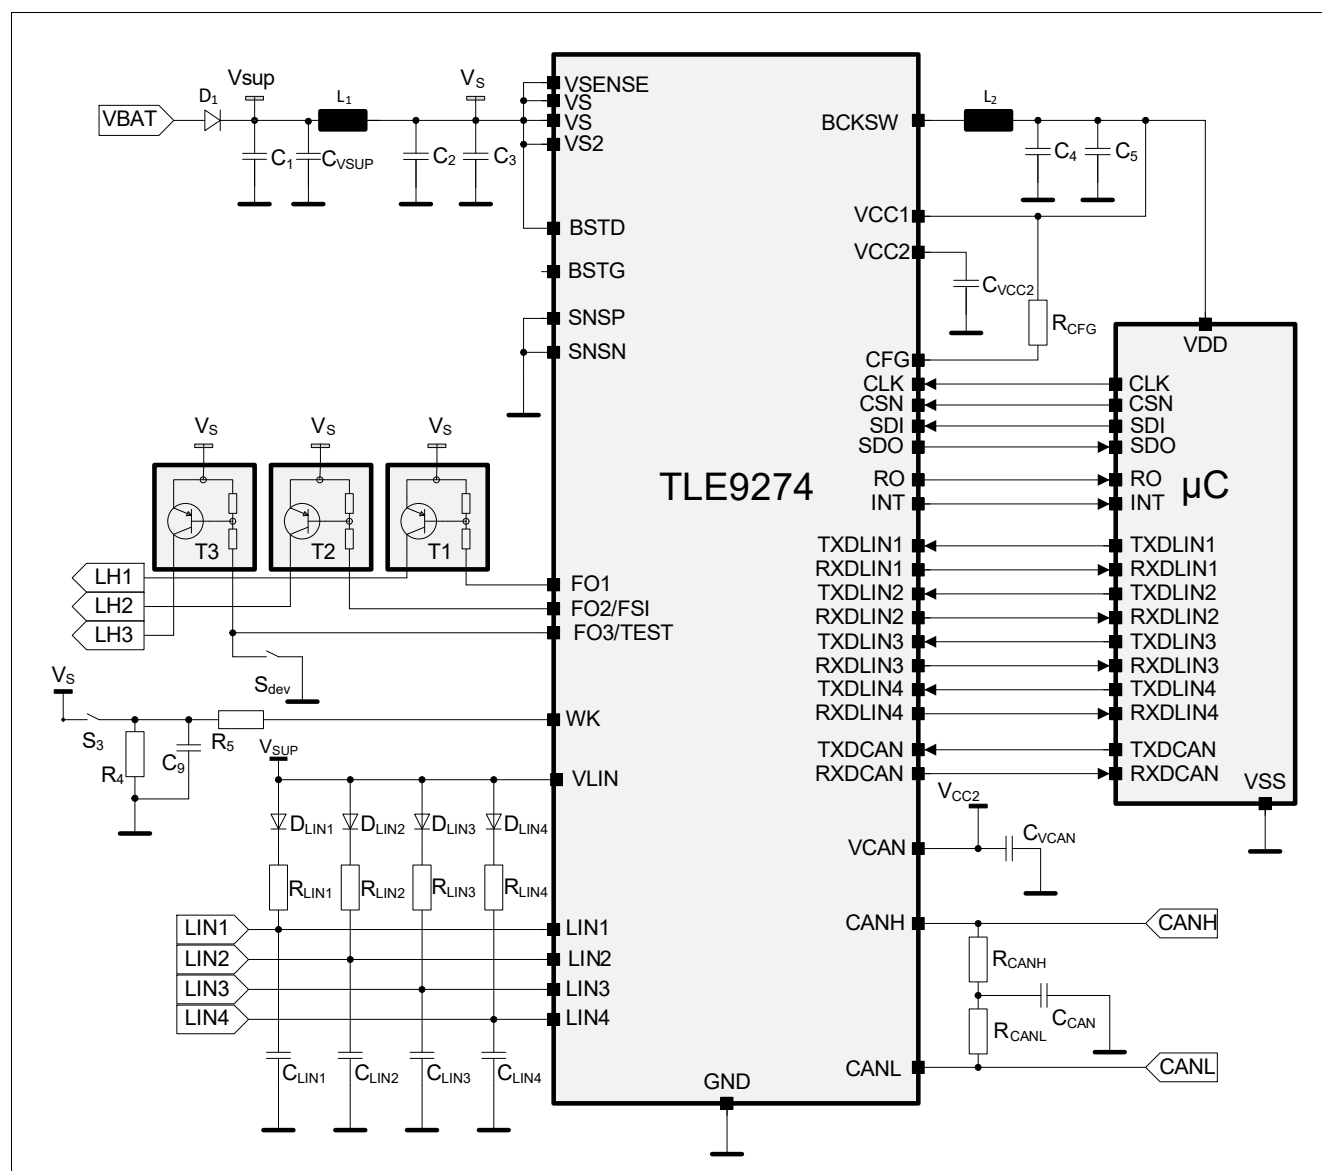 Vsup
VS
D1
L1
VBAT
C1
CVSUP
C2
C3
VSENSE
VS
VS
VS2
BSTD
BSTG
SNSP
SNSN
L2
BCKSW
C4
C5
VCC1
VCC2
CVCC2
RCFG
CFG
CLK
CSN
SDI
SDO
RO
INT
TXDLIN1
RXDLIN1
TXDLIN2
RXDLIN2
TXDLIN3
RXDLIN3
TXDLIN4
RXDLIN4
TXDCAN
RXDCAN
VDD
CLK
CSN
SDI
SDO
RO
µC
INT
TXDLIN1
RXDLIN1
TXDLIN2
RXDLIN2
TXDLIN3
RXDLIN3
TXDLIN4
RXDLIN4
TXDCAN
RXDCAN
VSS
TLE9274
VS
VS
VS
T3
T2
T1
LH1
LH2
LH3
FO1
FO2/FSI
FO3/TEST
Sdev
VS
S3
R4
C9
R5
WK
VSUP
VLIN
DLIN1
DLIN2
DLIN3
DLIN4
RLIN1
RLIN2
RLIN3
RLIN4
LIN1
LIN2
LIN3
LIN4
LIN1
LIN2
LIN3
LIN4
CLIN1
CLIN2
CLIN3
CLIN4
GND
VCC2
VCAN
CVCAN
CANH
CANH
RCANH
CCAN
RCANL
CANL
CANL